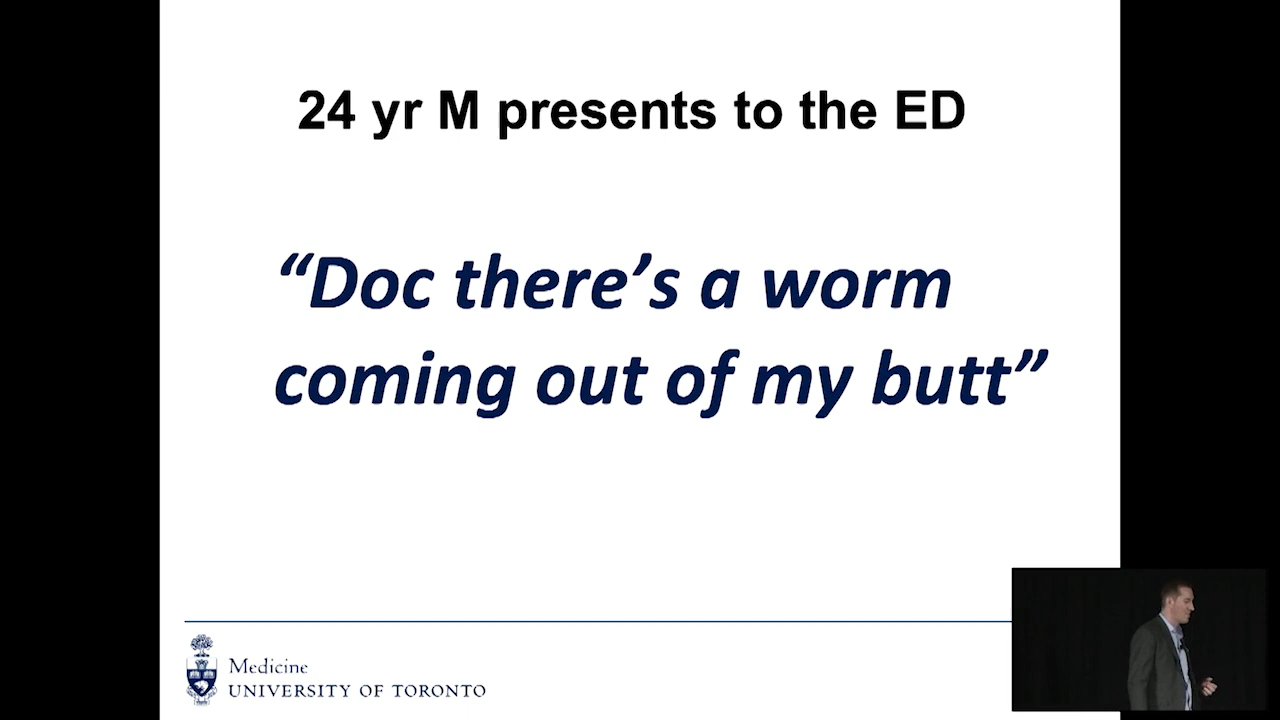 24 yr M presents to the ED
“Doc there’s a worm
coming out of my butt”
Medicine
UNIVERSITY OF TORONTO